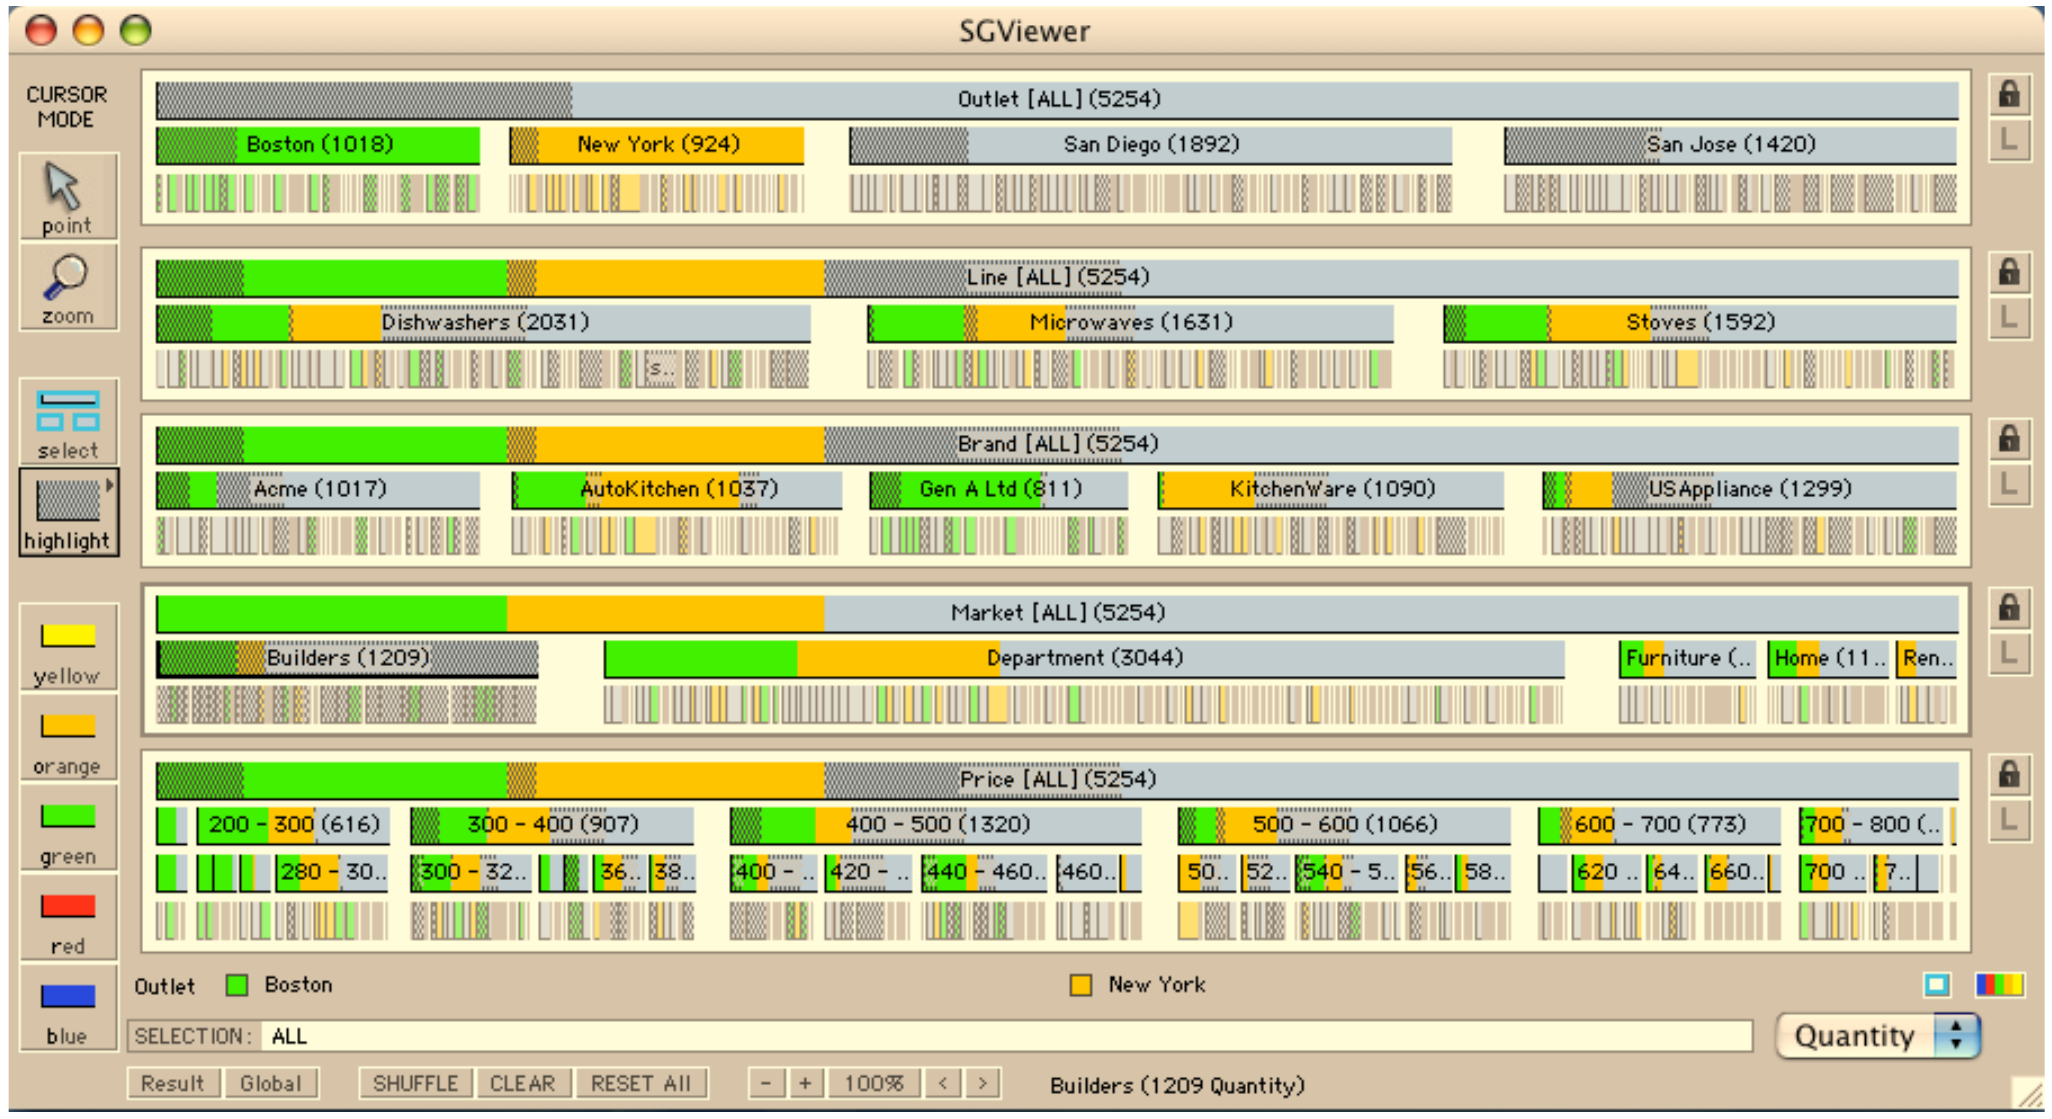 SGViewer
CURSOR
MODE
point
zoom
select
highlight
yellow
orange
green
red
blue
Outlet [ALL] (5254)
Boston (1018) New York (924) San Diego (1892) San Jose (1420)
L
Line [ALL] (5254)
Dishwashers (2031) Microwaves (1631) Stoves (1592)
L
s..
Brand [ALL] (5254)
Acme (1017) AutoKitchen (1037) Gen A Ltd (811) KitchenWare (1090) USAppliance (1299)
L
Market [ALL] (5254)
Builders (1209) Department (3044) Furniture (.. Home (11.. Ren..
L
Price [ALL] (5254)
200 - 300 (616) 300 - 400 (907) 400 - 500 (1320) 500 - 600 (1066) 600 - 700 (773) 700 - 800 (..
L
280 - 30.. 300 - 32.. 36.. 38.. 400 - .. 420 - .. 440 - 460.. 460.. 50.. 52.. 540 - 5.. 56.. 58.. 620 .. 64.. 660.. 700 .. 7..
Outlet Boston New York
SELECTION: ALL
Quantity
Result Global SHUFFLE CLEAR RESET All - + 100% < > Builders (1209 Quantity)